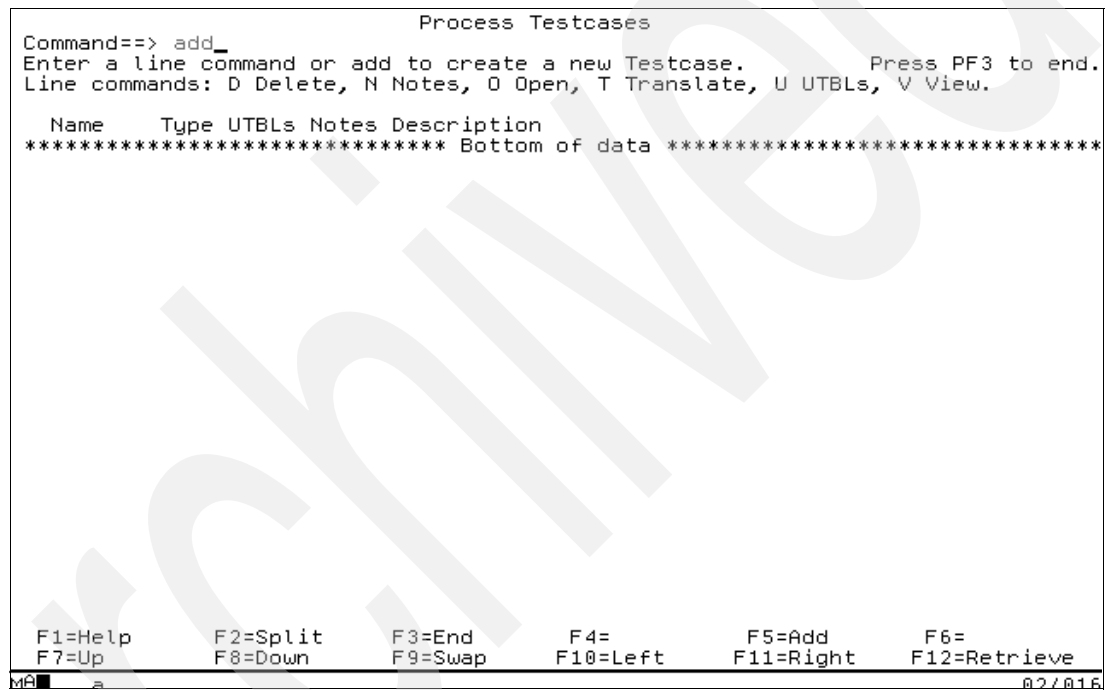 Process Testcases
Command==> add_
Enter a line command or add to create a new Testcase. Press PF3 to end.
Line commands: D Delete, N Notes, O Open, T Translate, U UTBLs, V View.
Name Type UTBLs Notes Description
******************************* Bottom of data ********************************
F1=Help F2=Split F3=End F4= F5=Add F6=
F7=Up F8=Down F9=Swap F10=Left F11=Right F12=Retrieve
MA a 02/016